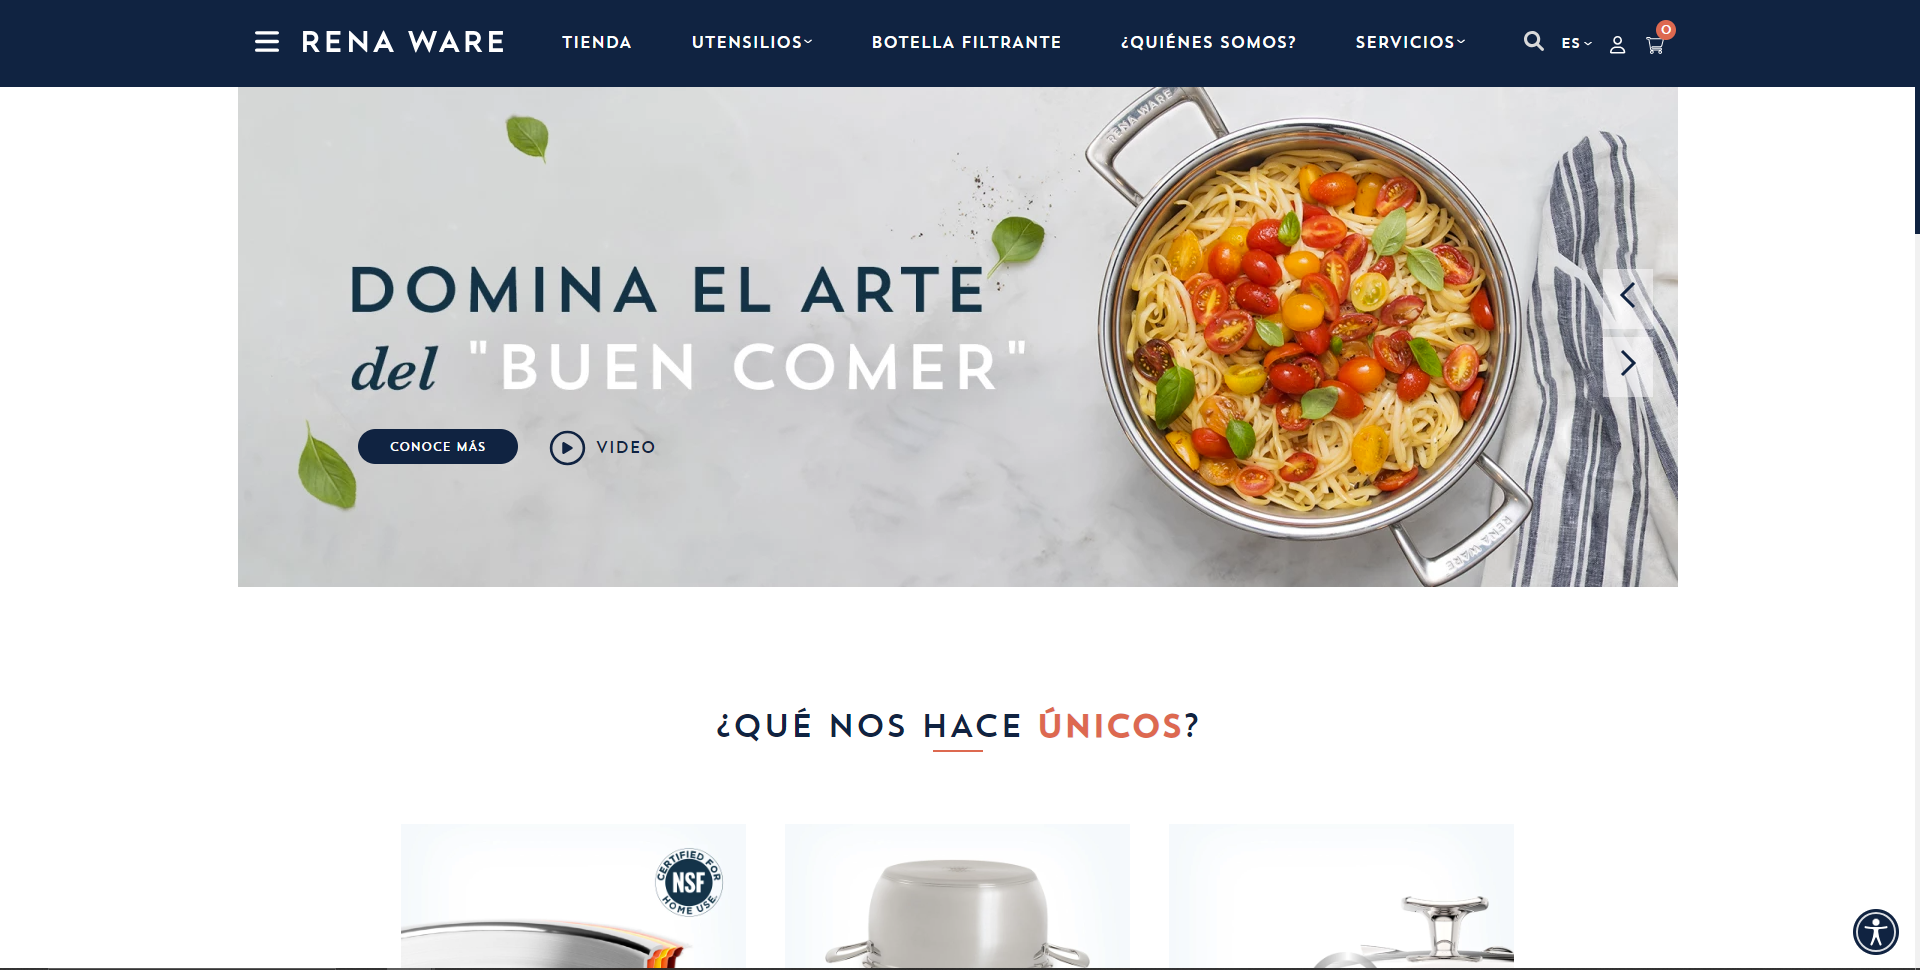 RENA WARE
TIENDA
UTENSILIOS
BOTELLA FILTRANTE
¿QUIÉNES SOMOS?
SERVICIOS
ES
0
RENA WARE
DOMINA EL ARTE
del "BUEN COMER"
CONOCE MÁS
VIDEO
RENA WARE
¿QUÉ NOS HACE ÚNICOS?
CERTIFIED FOR
NSF
HOME USE